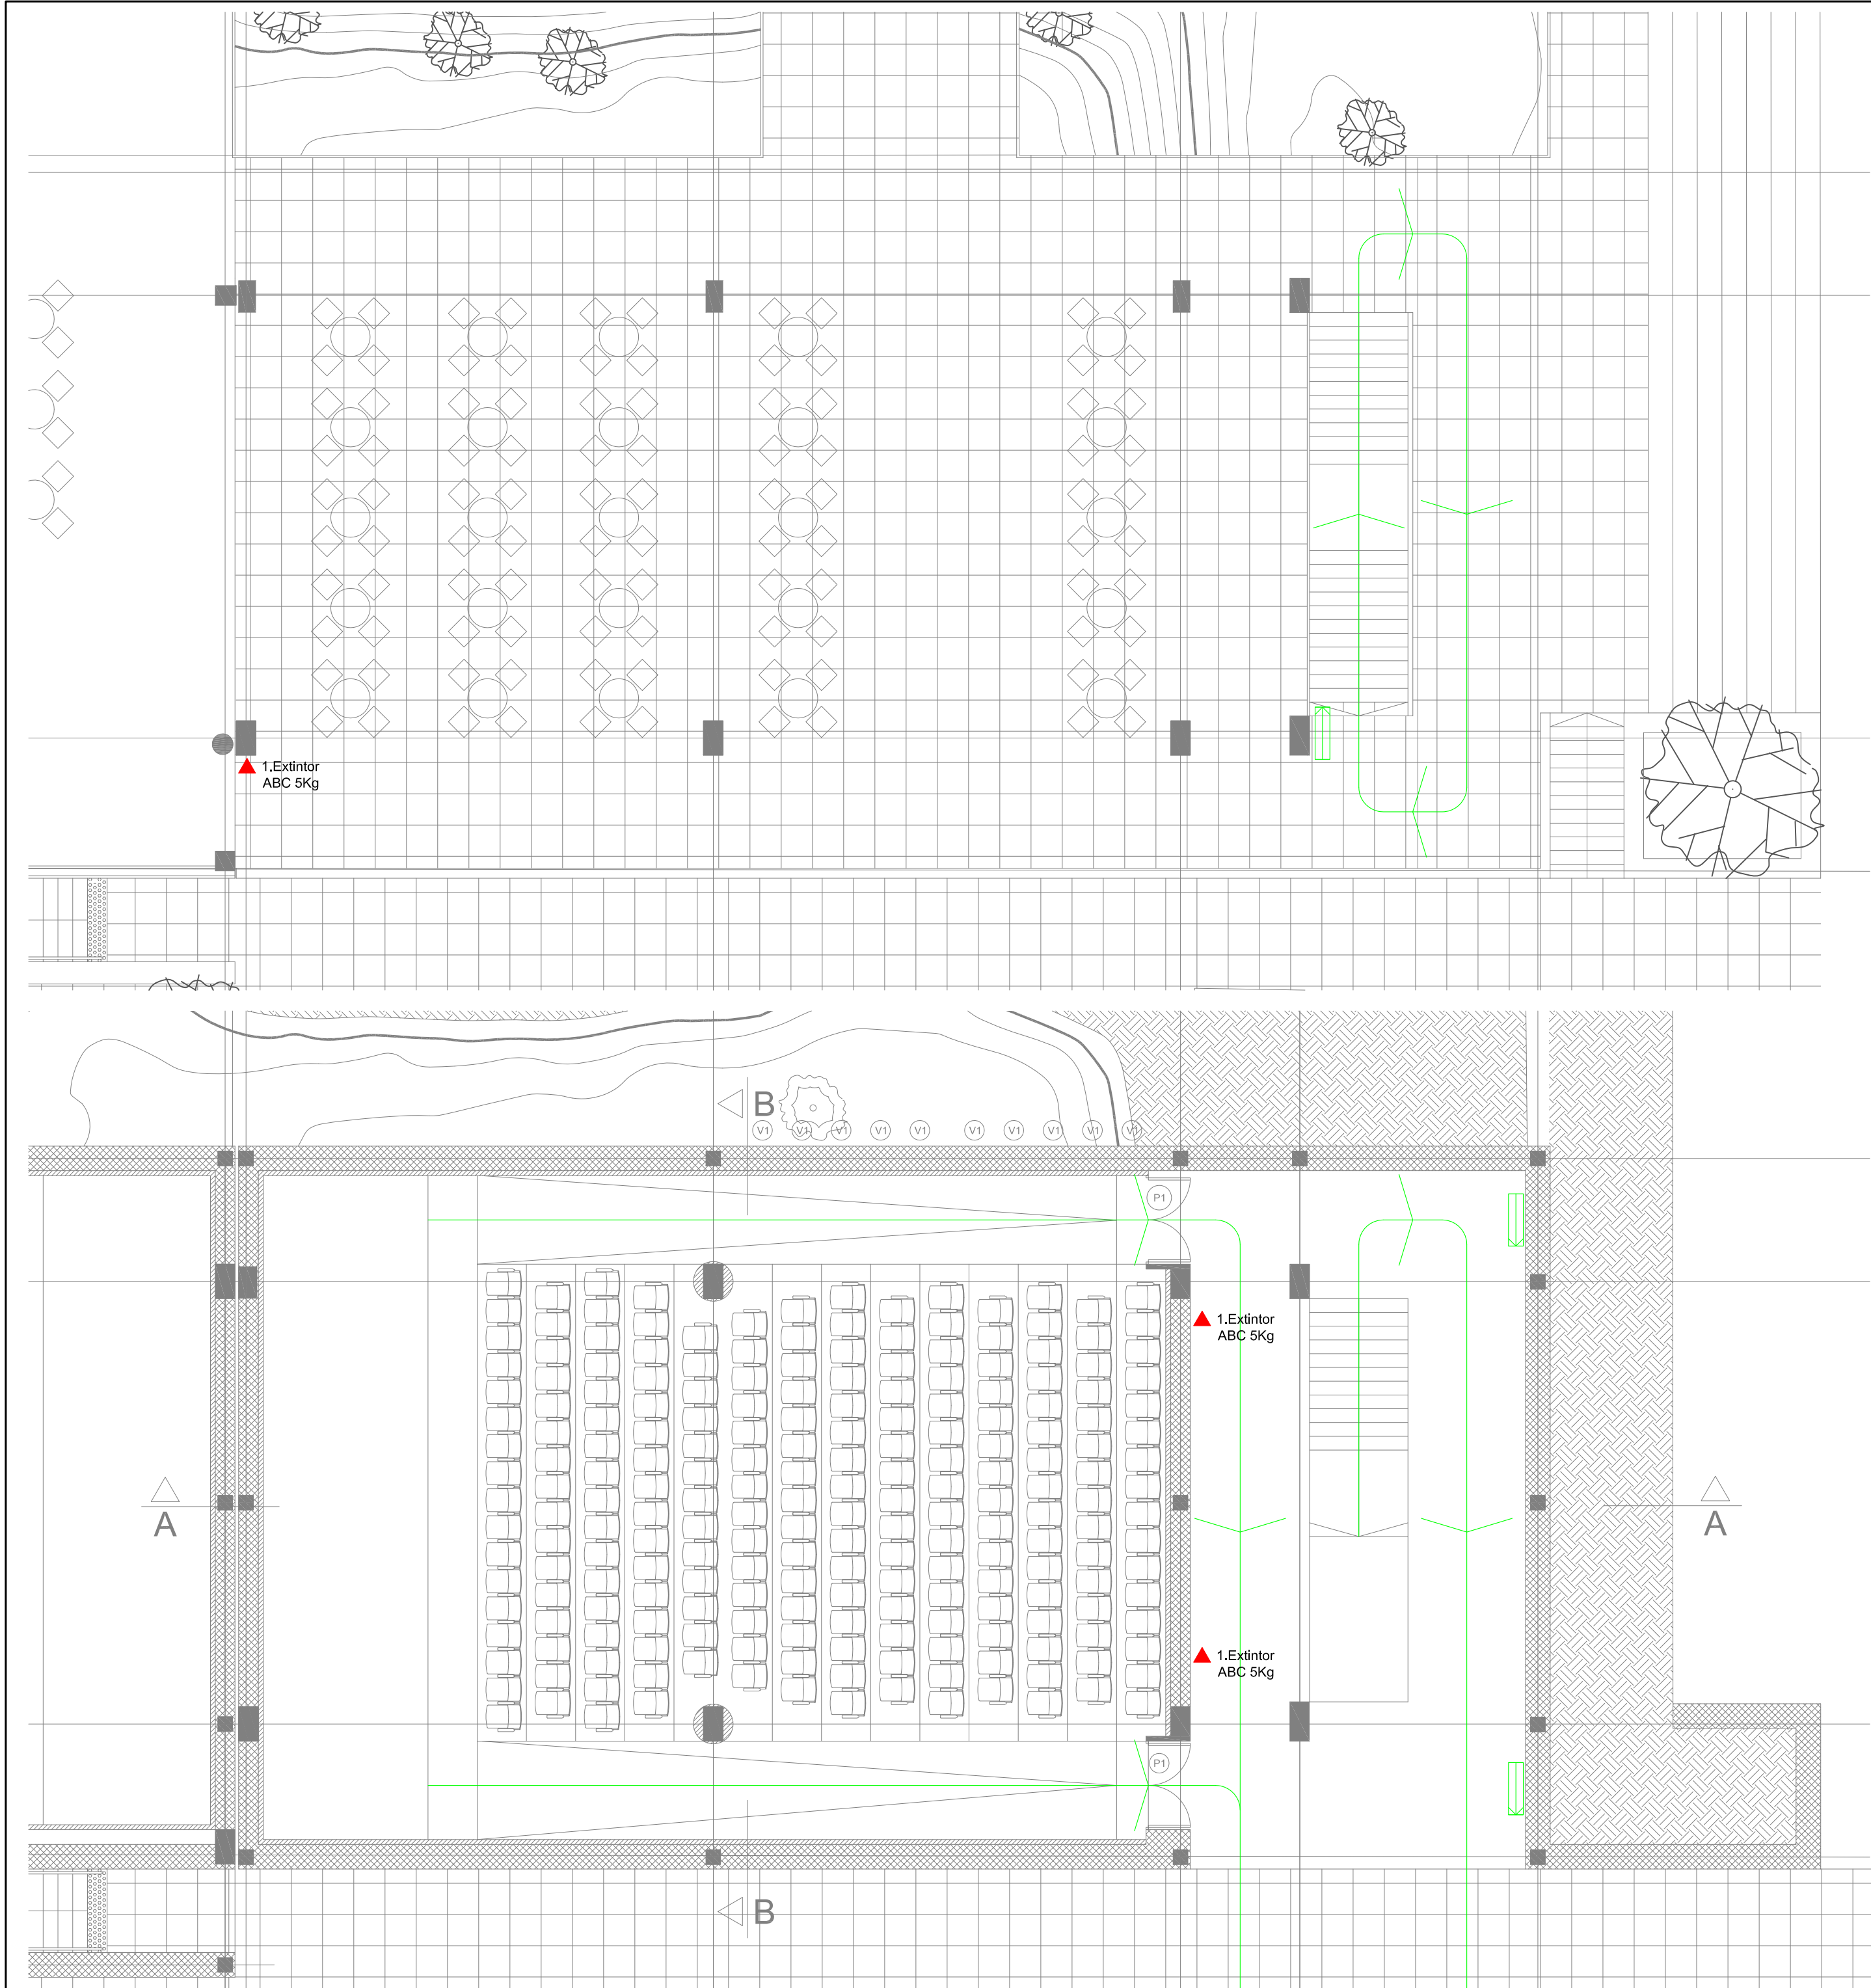 1.Extintor
ABC 5Kg
B
V1 V1 V1 V1 V1 V1 V1 V1 V1 V1
P1
1.Extintor
ABC 5Kg
A
A
1.Extintor
ABC 5Kg
P1
B